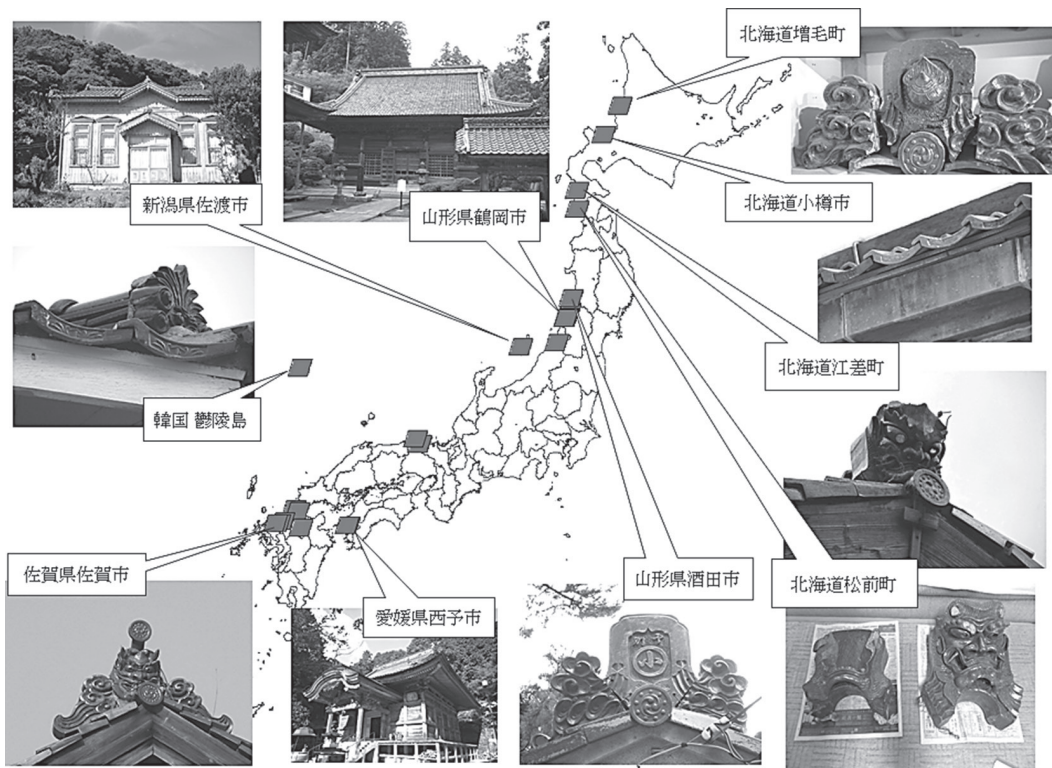 北海道増毛町
北海道小樽市
新潟県佐渡市
山形県鶴岡市
北海道江差町
韓国 鬱陵島
佐賀県佐賀市
山形県酒田市
北海道松前町
愛媛県西予市
小